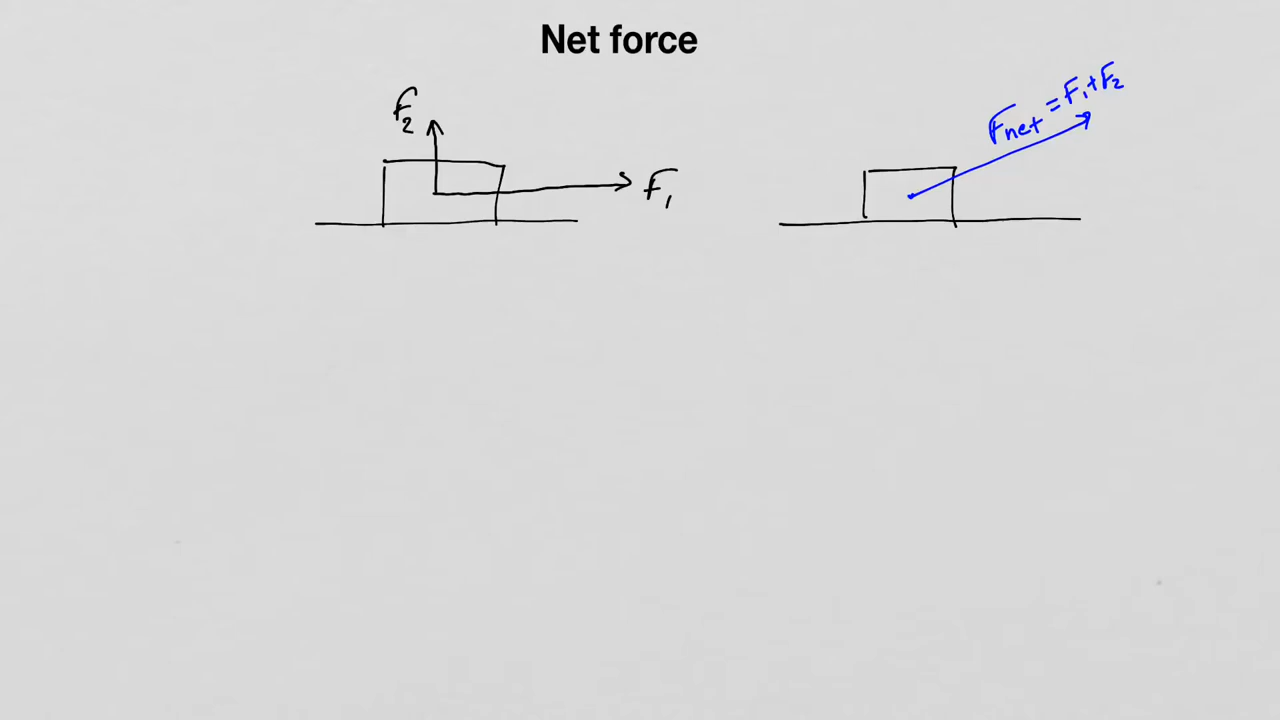 Net force
F₂
F₁
Fnet = F₁+F₂